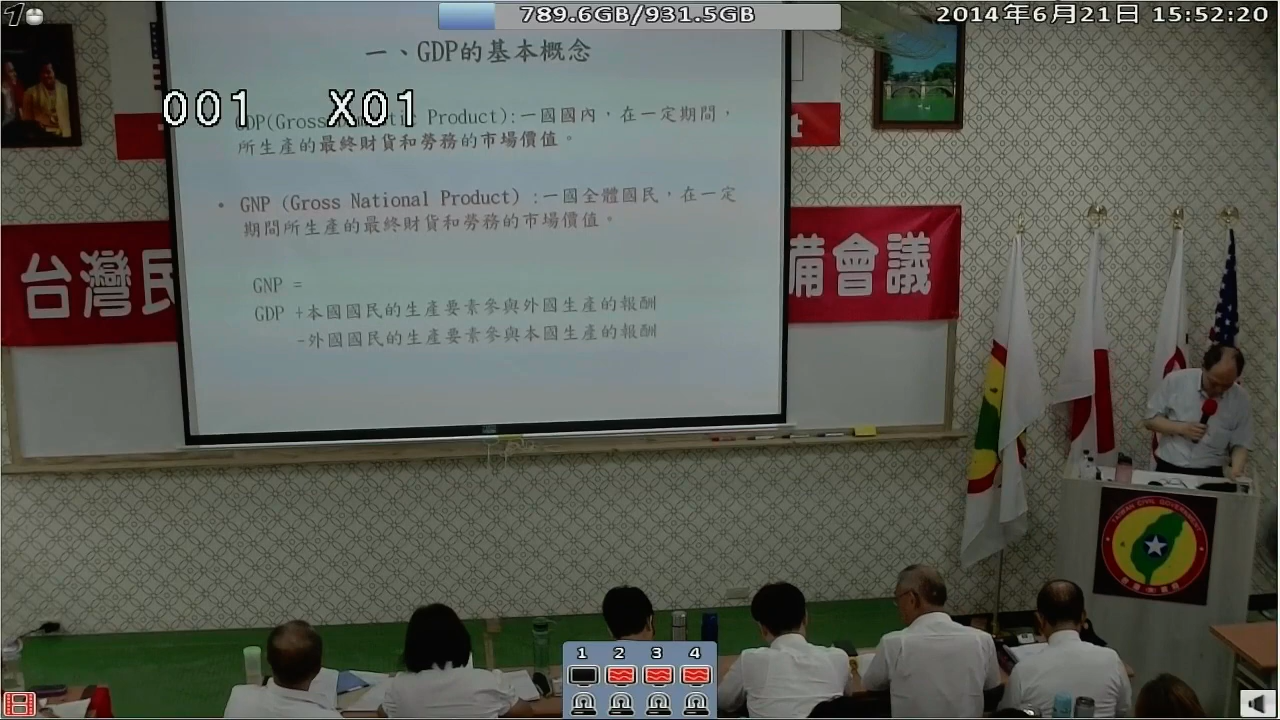 789.6GB/931.5GB
2014年6月21日 15:52:20
一、GDP的基本概念
001 X01
Product):一國國內，在一定期間，
所生產的最終財貨和勞務的市場價值。
• GNP (Gross National Product) :一國全體國民，在一定
期間所生產的最終財貨和勞務的市場價值。
GNP =
GDP +本國國民的生產要素參與外國生產的報酬
-外國國民的生產要素參與本國生產的報酬
台灣民
備會議
TAIWAN CIVIL GOVERNMENT
1 2 3 4